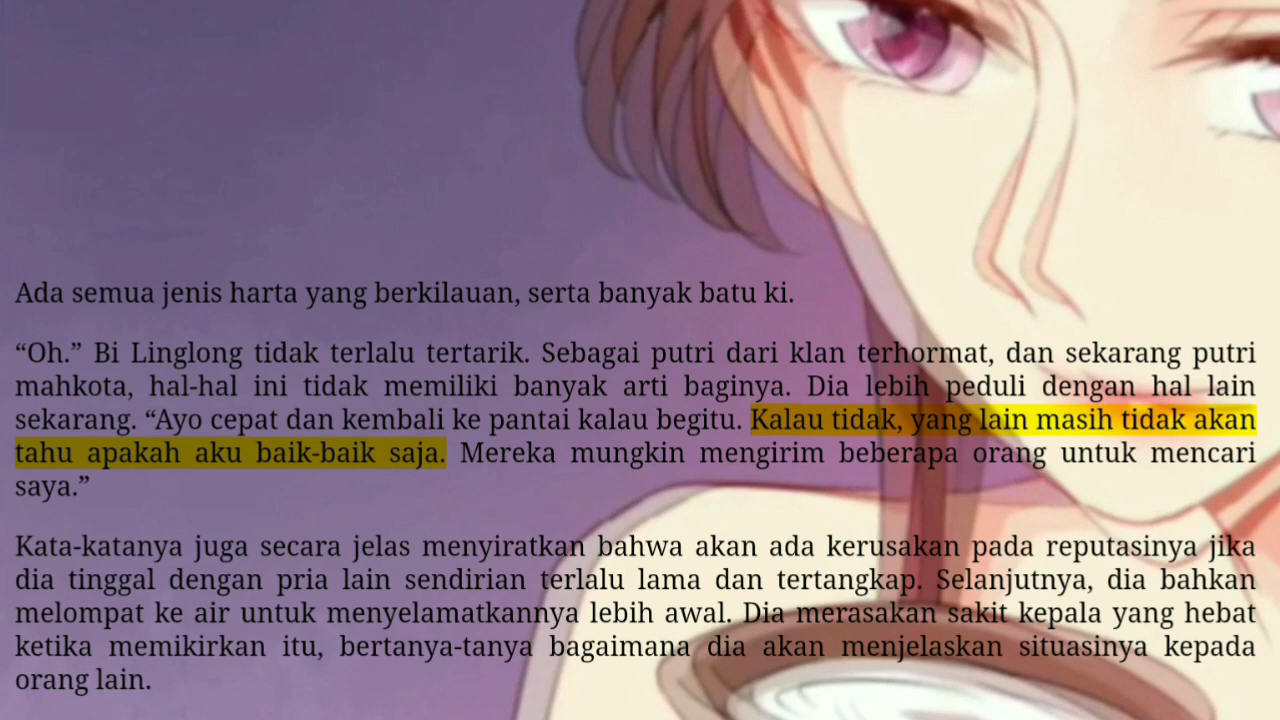 Ada semua jenis harta yang berkilauan, serta banyak batu ki.
“Oh.” Bi Linglong tidak terlalu tertarik. Sebagai putri dari klan terhormat, dan sekarang putri
mahkota, hal-hal ini tidak memiliki banyak arti baginya. Dia lebih peduli dengan hal lain
sekarang. “Ayo cepat dan kembali ke pantai kalau begitu. Kalau tidak, yang lain masih tidak akan
tahu apakah aku baik-baik saja. Mereka mungkin mengirim beberapa orang untuk mencari
saya.”
Kata-katanya juga secara jelas menyiratkan bahwa akan ada kerusakan pada reputasinya jika
dia tinggal dengan pria lain sendirian terlalu lama dan tertangkap. Selanjutnya, dia bahkan
melompat ke air untuk menyelamatkannya lebih awal. Dia merasakan sakit kepala yang hebat
ketika memikirkan itu, bertanya-tanya bagaimana dia akan menjelaskan situasinya kepada
orang lain.